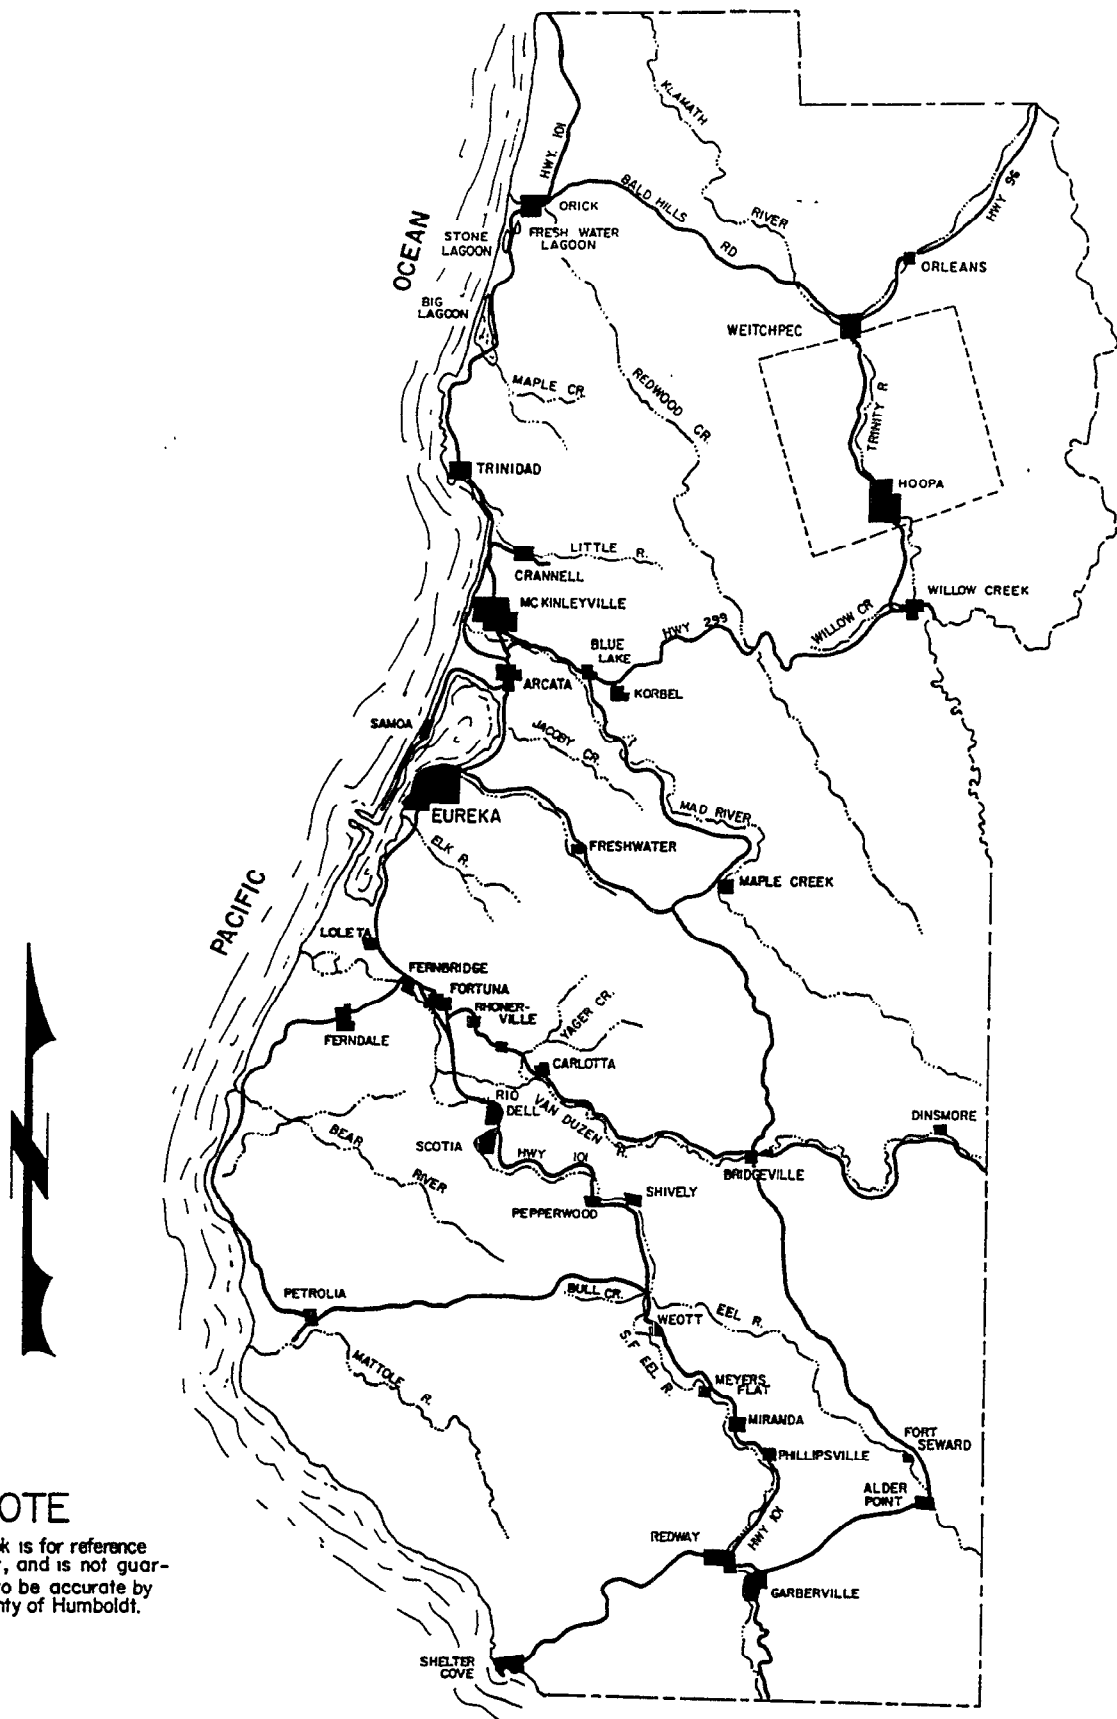 KLAMATH
RIVER
HWY. 101
HWY 96
BALD HILLS
RD
ORICK
OCEAN
STONE
LAGOON
FRESH WATER
LAGOON
ORLEANS
BIG
LAGOON
WEITCHPEC
MAPLE CR.
REDWOOD CR.
TRINITY R
TRINIDAD
HOOPA
LITTLE R.
CRANNELL
WILLOW CREEK
MCKINLEYVILLE
WILLOW CR
HWY 299
BLUE
LAKE
ARCATA
KORBEL
SAMOA
JACOBY CR.
EUREKA
MAD RIVER
ELK R.
FRESHWATER
MAPLE CREEK
PACIFIC
LOLETA
FERNBRIDGE
FORTUNA
RHONER-
VILLE
YAGER CR.
FERNDALE
CARLOTTA
RIO
DELL
VAN DUZEN R.
DINSMORE
BEAR
RIVER
SCOTIA
HWY 101
BRIDGEVILLE
SHIVELY
PEPPERWOOD
PETROLIA
BULL CR.
EEL R.
WEOTT
S.F EEL R.
MATTOLE R.
MEYERS
FLAT
MIRANDA
FORT
SEWARD
PHILLIPSVILLE
ALDER
POINT
OTE
k is for reference
, and is not guar-
o be accurate by
nty of Humboldt.
REDWAY
HWY 101
GARBERVILLE
SHELTER
COVE
N